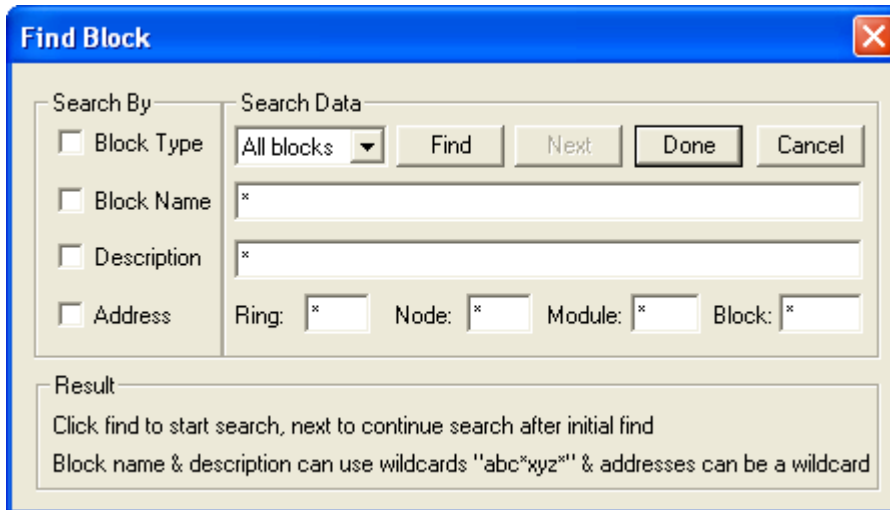 Find Block
Search By
Search Data
Block Type
All blocks
Find
Next
Done
Cancel
Block Name
*
Description
*
Address
Ring: *
Node: *
Module: *
Block: *
Result
Click find to start search, next to continue search after initial find
Block name & description can use wildcards "abc*xyz*" & addresses can be a wildcard